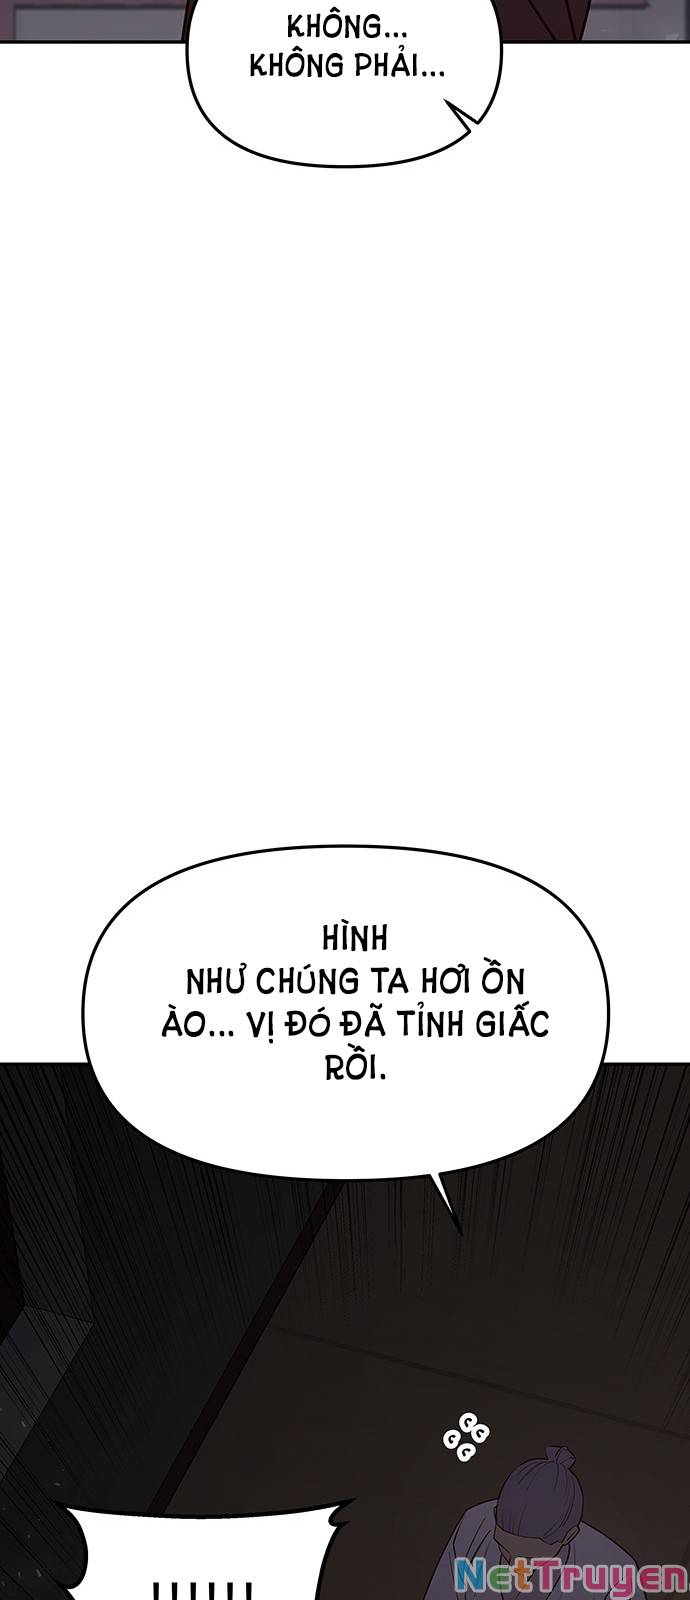 KHÔNG...
KHÔNG PHẢI...
HÌNH
NHƯ CHÚNG TA HƠI ỒN
ÀO... VỊ ĐÓ ĐÃ TỈNH GIẤC
RỒI.
G G
G G
!!!!!!
NETTRUYEN